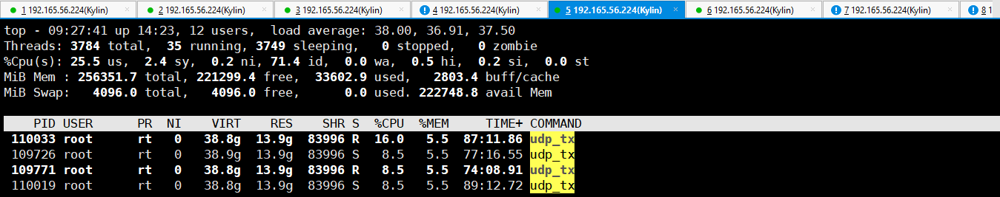 1 192.165.56.224(Kylin) × 2 192.165.56.224(Kylin) × 3 192.165.56.224(Kylin) × 4 192.165.56.224(Kylin) × 5 192.165.56.224(Kylin) × 6 192.165.56.224(Kylin) × 7 192.165.56.224(Kylin) × 8 1
top - 09:27:41 up 14:23, 12 users,  load average: 38.00, 36.91, 37.50
Threads: 3784 total,  35 running, 3749 sleeping,   0 stopped,   0 zombie
%Cpu(s): 25.5 us,  2.4 sy,  0.2 ni, 71.4 id,  0.0 wa,  0.5 hi,  0.2 si,  0.0 st
MiB Mem : 256351.7 total, 221299.4 free,  33602.9 used,   2803.4 buff/cache
MiB Swap:   4096.0 total,   4096.0 free,      0.0 used. 222748.8 avail Mem
PID USER PR NI VIRT RES SHR S %CPU %MEM TIME+ COMMAND
110033 root rt 0 38.8g 13.9g 83996 R 16.0 5.5 87:11.86 udp_tx
109726 root rt 0 38.9g 13.9g 83996 S 8.5 5.5 77:16.55 udp_tx
109771 root rt 0 38.8g 13.9g 83996 R 8.5 5.5 74:08.91 udp_tx
110019 root rt 0 38.8g 13.9g 83996 S 8.5 5.5 89:12.72 udp_tx